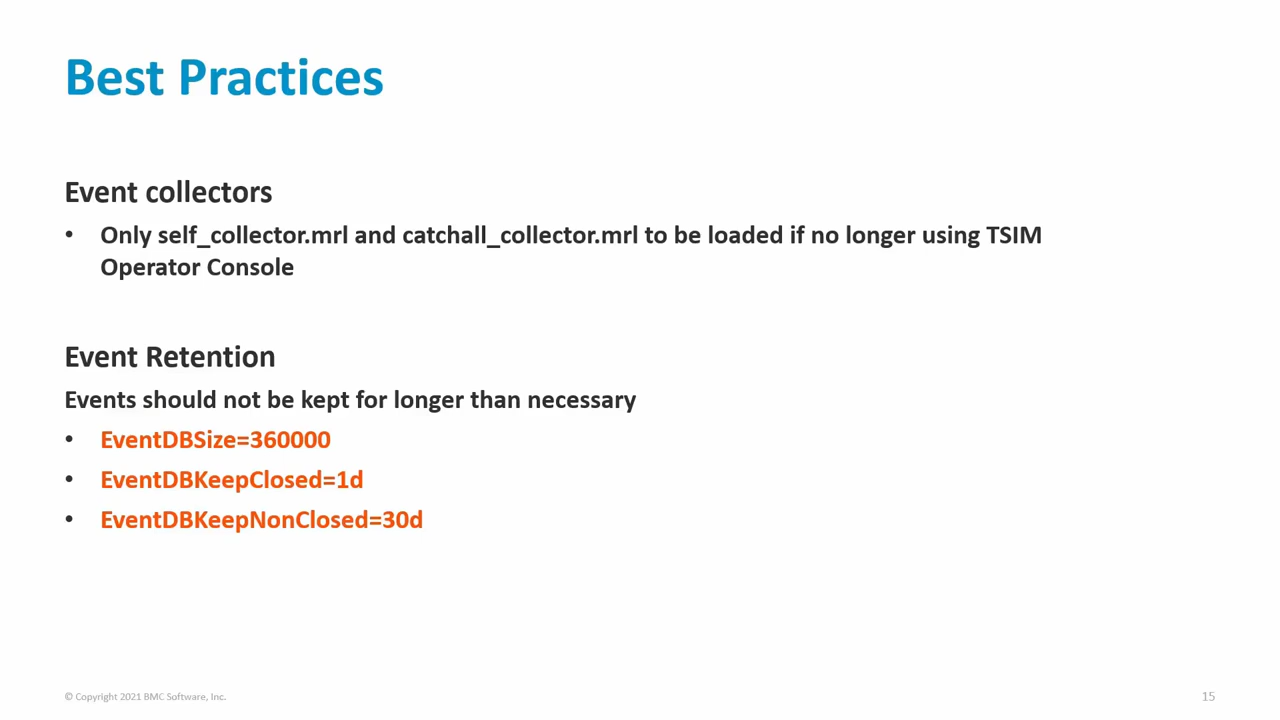 Best Practices
Event collectors
• Only self_collector.mrl and catchall_collector.mrl to be loaded if no longer using TSIM
Operator Console
Event Retention
Events should not be kept for longer than necessary
• EventDBSize=360000
• EventDBKeepClosed=1d
• EventDBKeepNonClosed=30d
© Copyright 2021 BMC Software, Inc.
15